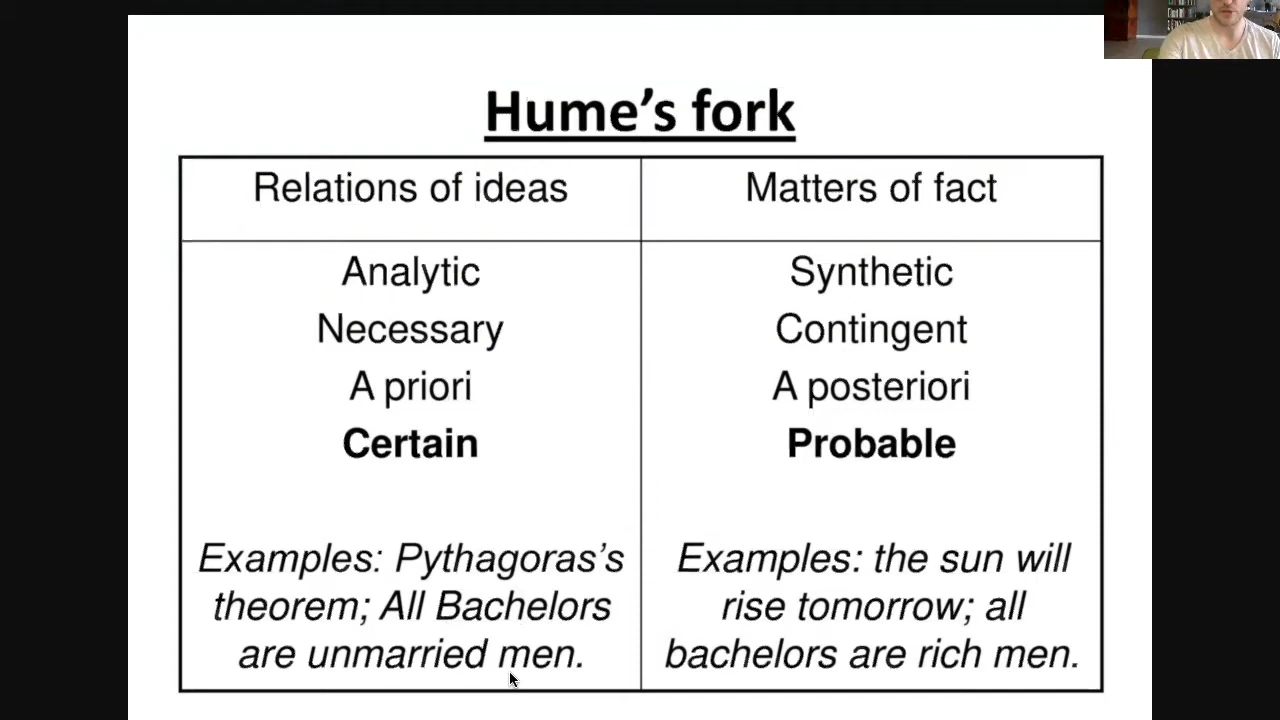 Hume’s fork
Relations of ideas
Matters of fact
Analytic
Necessary
A priori
Certain
Examples: Pythagoras’s
theorem; All Bachelors
are unmarried men.
Synthetic
Contingent
A posteriori
Probable
Examples: the sun will
rise tomorrow; all
bachelors are rich men.